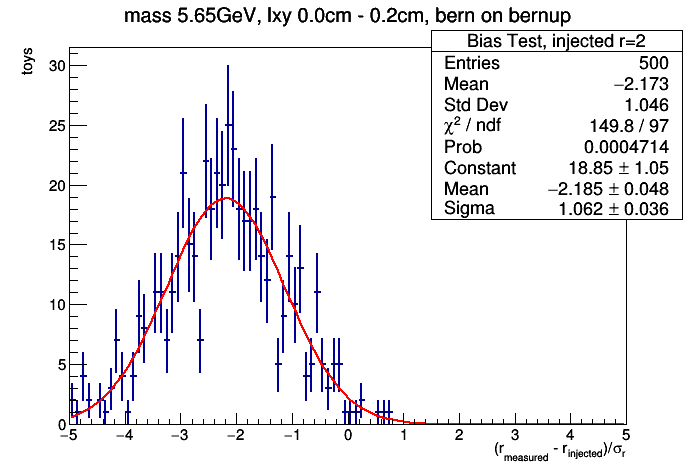 mass 5.65GeV, lxy 0.0cm - 0.2cm, bern on bernup
Bias Test, injected r=2
Entries 500
Mean −2.173
Std Dev 1.046
χ² / ndf 149.8 / 97
Prob 0.0004714
Constant 18.85 ± 1.05
Mean −2.185 ± 0.048
Sigma 1.062 ± 0.036
toys
30
25
20
15
10
5
0
−5 −4 −3 −2 −1 0 1 2 3 4 5
(r_measured - r_injected)/σ_r